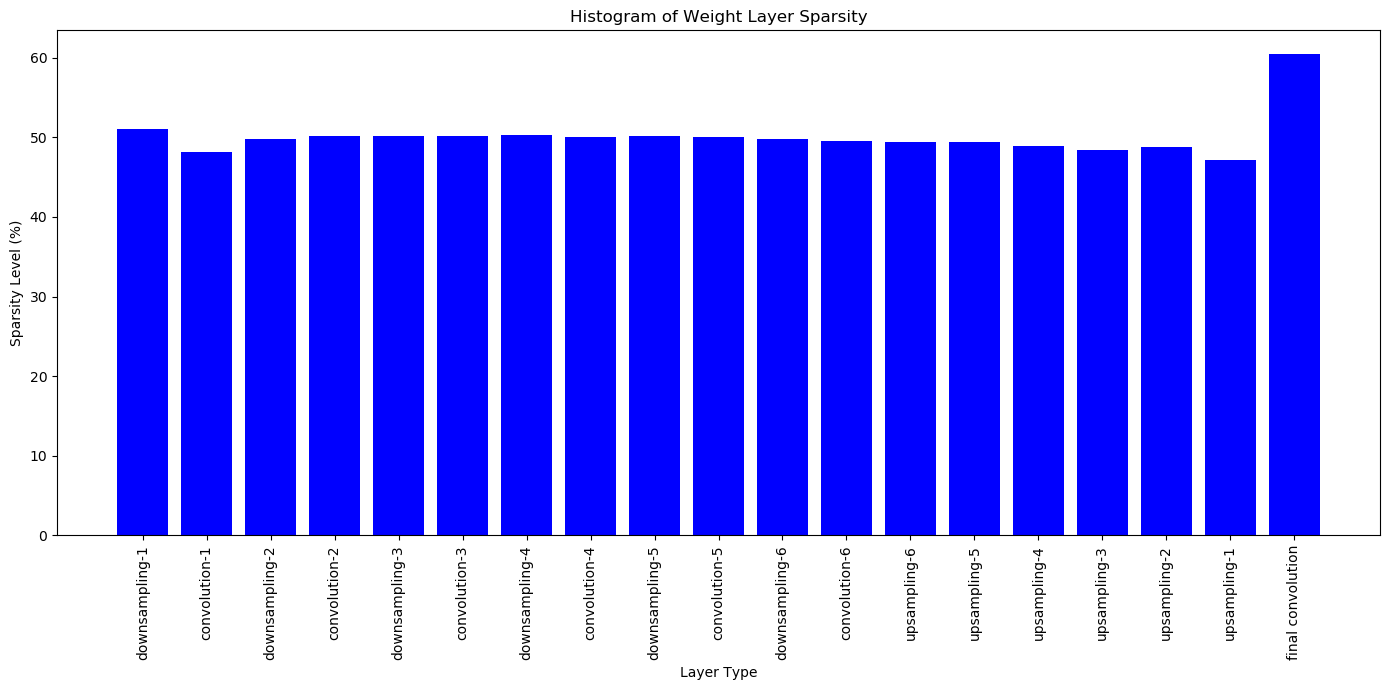 Histogram of Weight Layer Sparsity
Sparsity Level (%)
60
50
40
30
20
10
0
downsampling-1
convolution-1
downsampling-2
convolution-2
downsampling-3
convolution-3
downsampling-4
convolution-4
downsampling-5
convolution-5
downsampling-6
convolution-6
upsampling-6
upsampling-5
upsampling-4
upsampling-3
upsampling-2
upsampling-1
final convolution
Layer Type